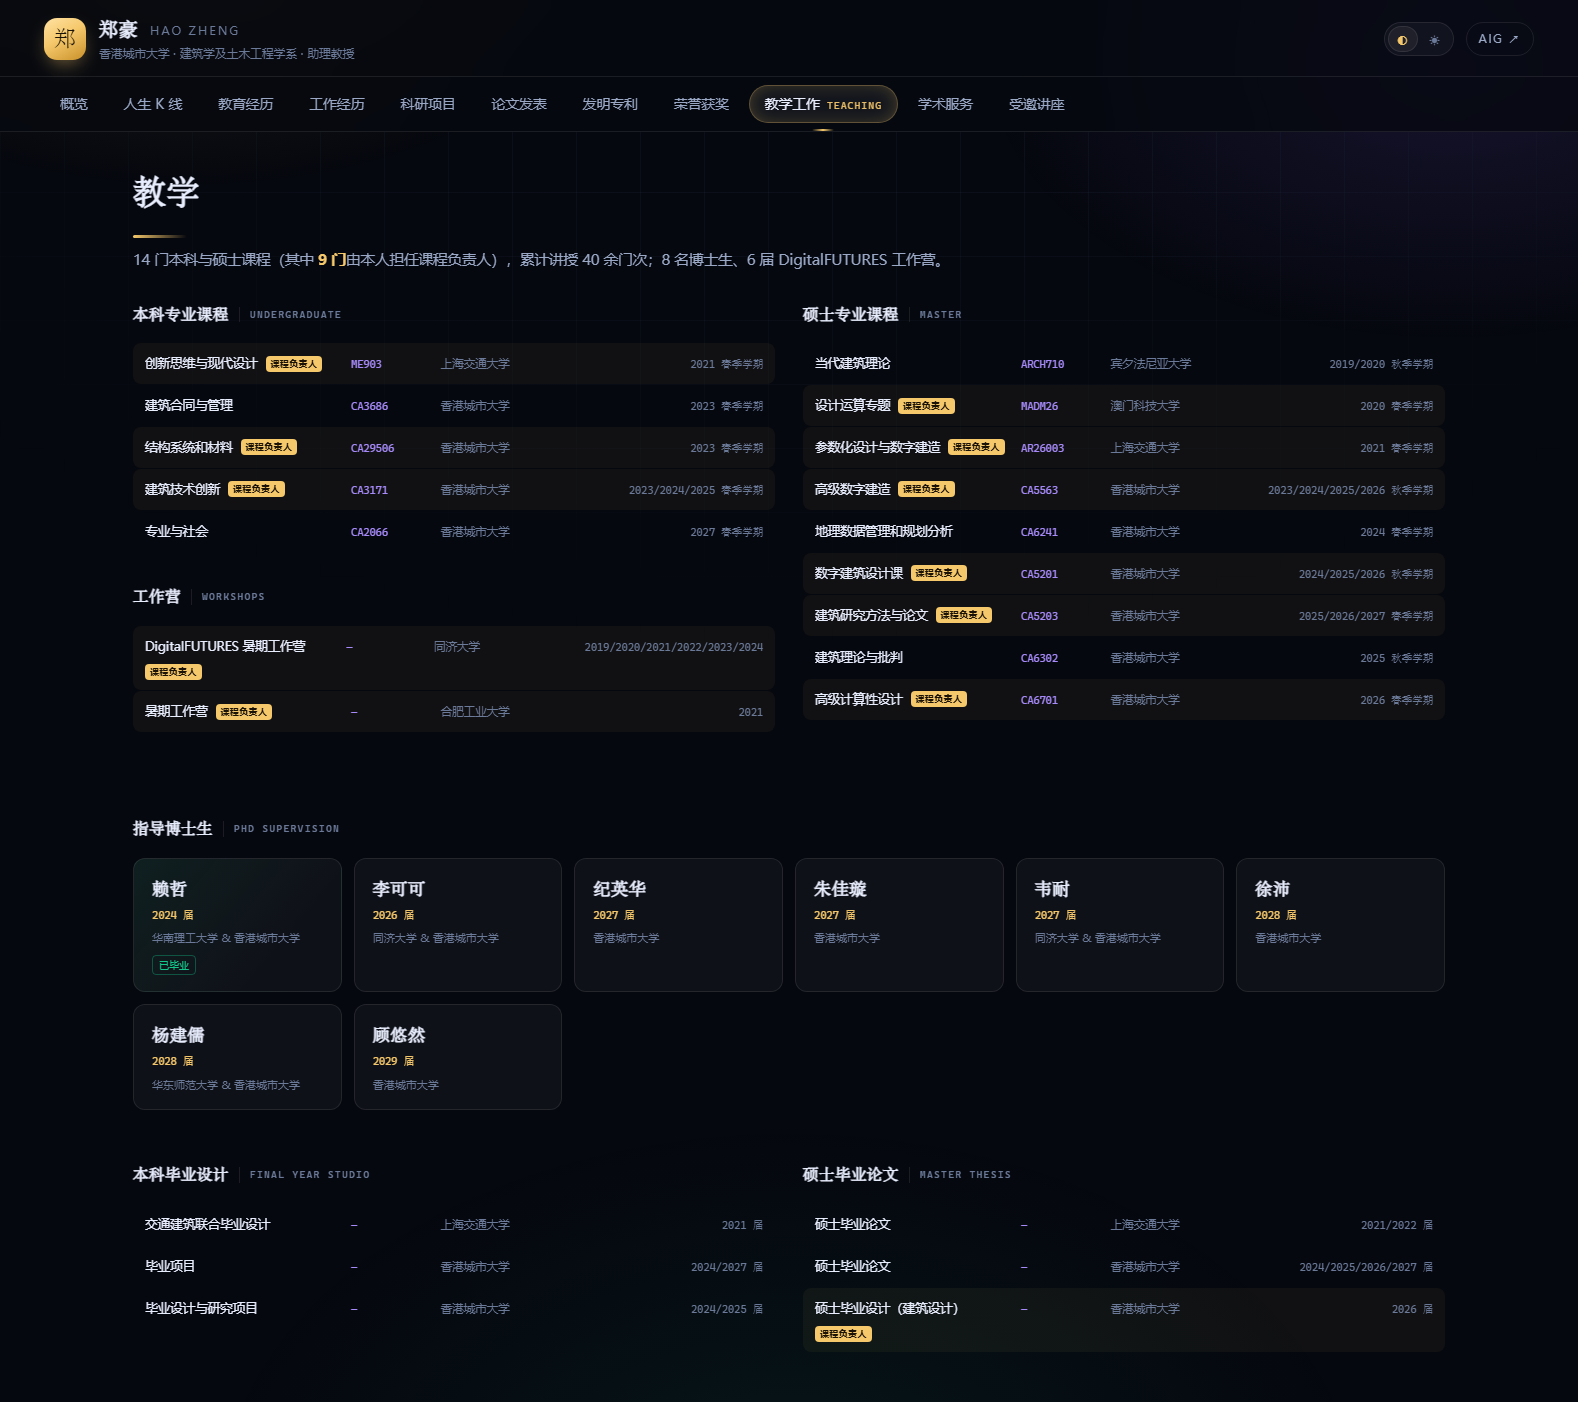 郑
郑豪 HAO ZHENG
香港城市大学 · 建筑学及土木工程学系 · 助理教授
AIG ↗
概览 人生 K 线 教育经历 工作经历 科研项目 论文发表 发明专利 荣誉获奖 教学工作 TEACHING 学术服务 受邀讲座
教学
14 门本科与硕士课程（其中 9 门由本人担任课程负责人），累计讲授 40 余门次；8 名博士生、6 届 DigitalFUTURES 工作营。
本科专业课程 UNDERGRADUATE
创新思维与现代设计 课程负责人 ME903 上海交通大学 2021 春季学期
建筑合同与管理 CA3686 香港城市大学 2023 春季学期
结构系统和材料 课程负责人 CA29506 香港城市大学 2023 春季学期
建筑技术创新 课程负责人 CA3171 香港城市大学 2023/2024/2025 春季学期
专业与社会 CA2066 香港城市大学 2027 春季学期
工作营 WORKSHOPS
DigitalFUTURES 暑期工作营 — 同济大学 2019/2020/2021/2022/2023/2024
课程负责人
暑期工作营 课程负责人 — 合肥工业大学 2021
硕士专业课程 MASTER
当代建筑理论 ARCH710 宾夕法尼亚大学 2019/2020 秋季学期
设计运算专题 课程负责人 MADM26 澳门科技大学 2020 春季学期
参数化设计与数字建造 课程负责人 AR26003 上海交通大学 2021 春季学期
高级数字建造 课程负责人 CA5563 香港城市大学 2023/2024/2025/2026 秋季学期
地理数据管理和规划分析 CA6241 香港城市大学 2024 春季学期
数字建筑设计课 课程负责人 CA5201 香港城市大学 2024/2025/2026 秋季学期
建筑研究方法与论文 课程负责人 CA5203 香港城市大学 2025/2026/2027 春季学期
建筑理论与批判 CA6302 香港城市大学 2025 秋季学期
高级计算性设计 课程负责人 CA6701 香港城市大学 2026 春季学期
指导博士生 PHD SUPERVISION
赖哲
2024 届
华南理工大学 & 香港城市大学
已毕业
李可可
2026 届
同济大学 & 香港城市大学
纪英华
2027 届
香港城市大学
朱佳璇
2027 届
香港城市大学
韦耐
2027 届
同济大学 & 香港城市大学
徐沛
2028 届
香港城市大学
杨建儒
2028 届
华东师范大学 & 香港城市大学
顾悠然
2029 届
香港城市大学
本科毕业设计 FINAL YEAR STUDIO
交通建筑联合毕业设计 — 上海交通大学 2021 届
毕业项目 — 香港城市大学 2024/2027 届
毕业设计与研究项目 — 香港城市大学 2024/2025 届
硕士毕业论文 MASTER THESIS
硕士毕业论文 — 上海交通大学 2021/2022 届
硕士毕业论文 — 香港城市大学 2024/2025/2026/2027 届
硕士毕业设计（建筑设计） — 香港城市大学 2026 届
课程负责人